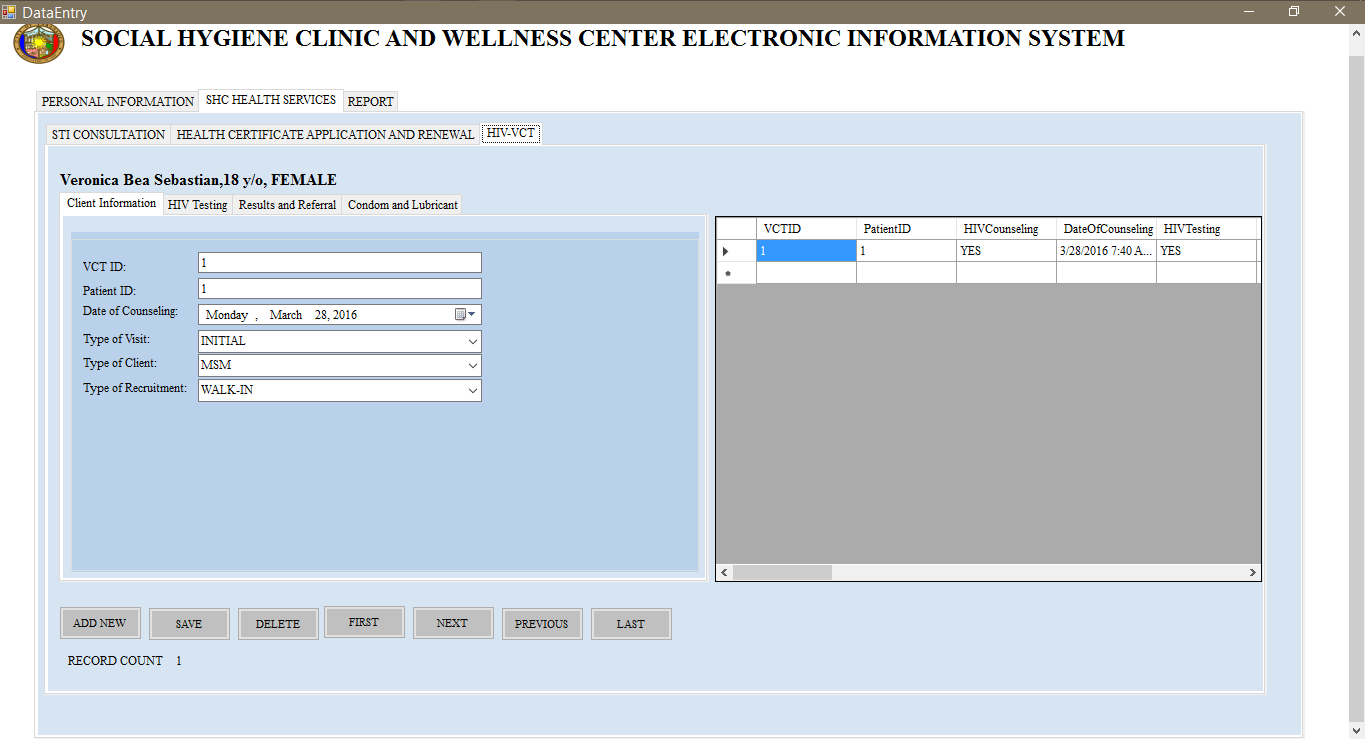 DataEntry
SOCIAL HYGIENE CLINIC AND WELLNESS CENTER ELECTRONIC INFORMATION SYSTEM
PERSONAL INFORMATION SHC HEALTH SERVICES REPORT
STI CONSULTATION HEALTH CERTIFICATE APPLICATION AND RENEWAL HIV-VCT
Veronica Bea Sebastian,18 y/o, FEMALE
Client Information HIV Testing Results and Referral Condom and Lubricant
VCT ID: 1
Patient ID: 1
Date of Counseling: Monday , March 28, 2016
Type of Visit: INITIAL
Type of Client: MSM
Type of Recruitment: WALK-IN
VCTID PatientID HIVCounseling DateOfCounseling HIVTesting
1 1 YES 3/28/2016 7:40 A... YES
ADD NEW SAVE DELETE FIRST NEXT PREVIOUS LAST
RECORD COUNT 1